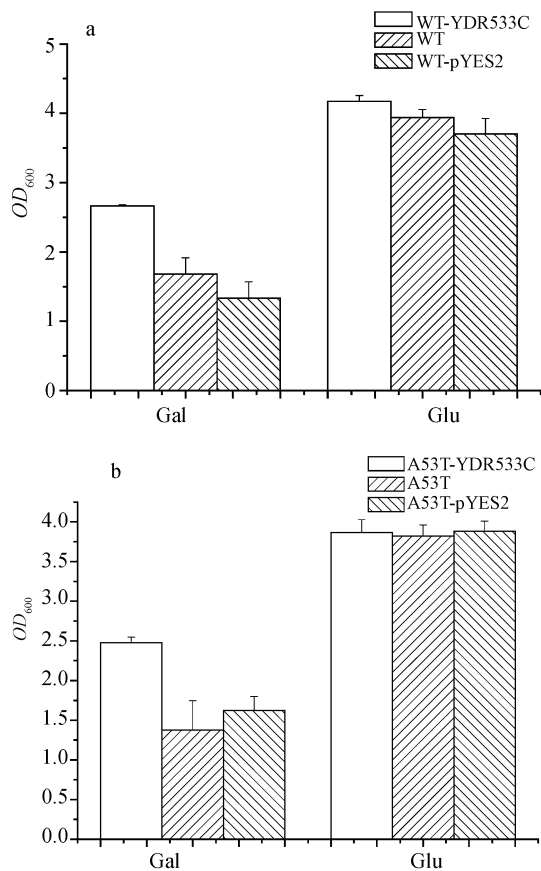 a
WT-YDR533C
WT
WT-pYES2
5
4
3
2
1
0
OD600
Gal
Glu
b
A53T-YDR533C
A53T
A53T-pYES2
4.0
3.5
3.0
2.5
2.0
1.5
1.0
0.5
0.0
OD600
Gal
Glu